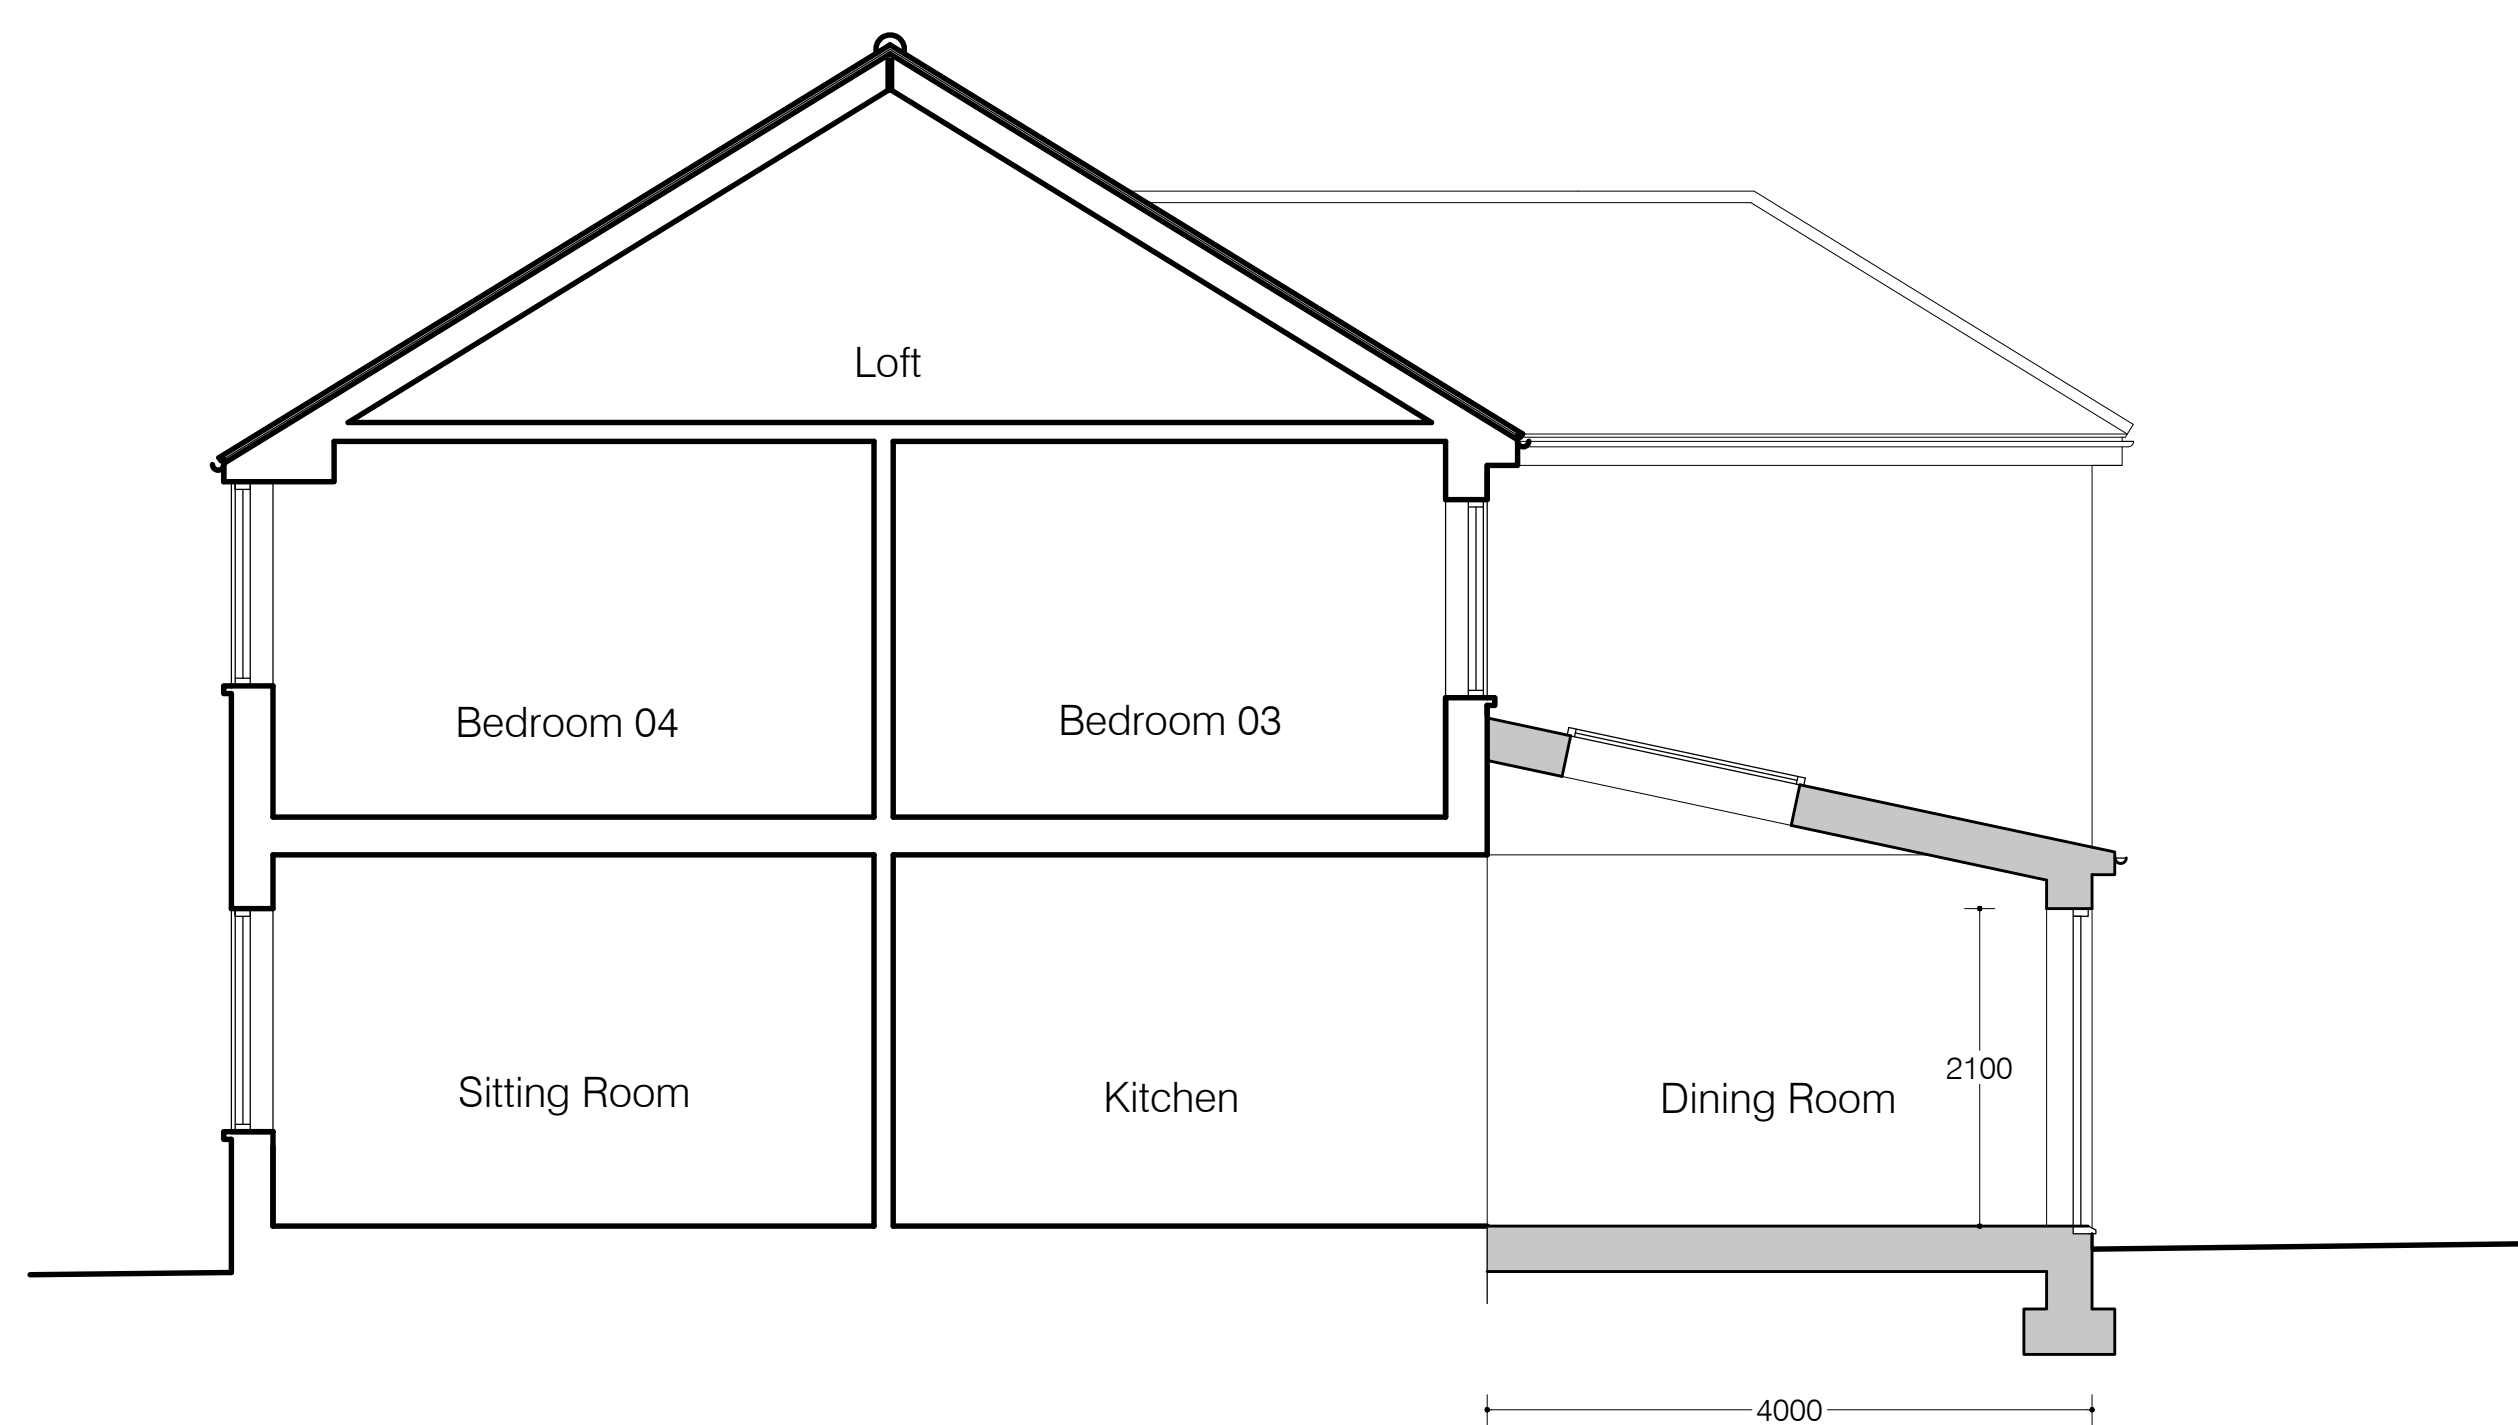 Loft
Bedroom 04
Bedroom 03
Sitting Room
Kitchen
Dining Room
2100
4000